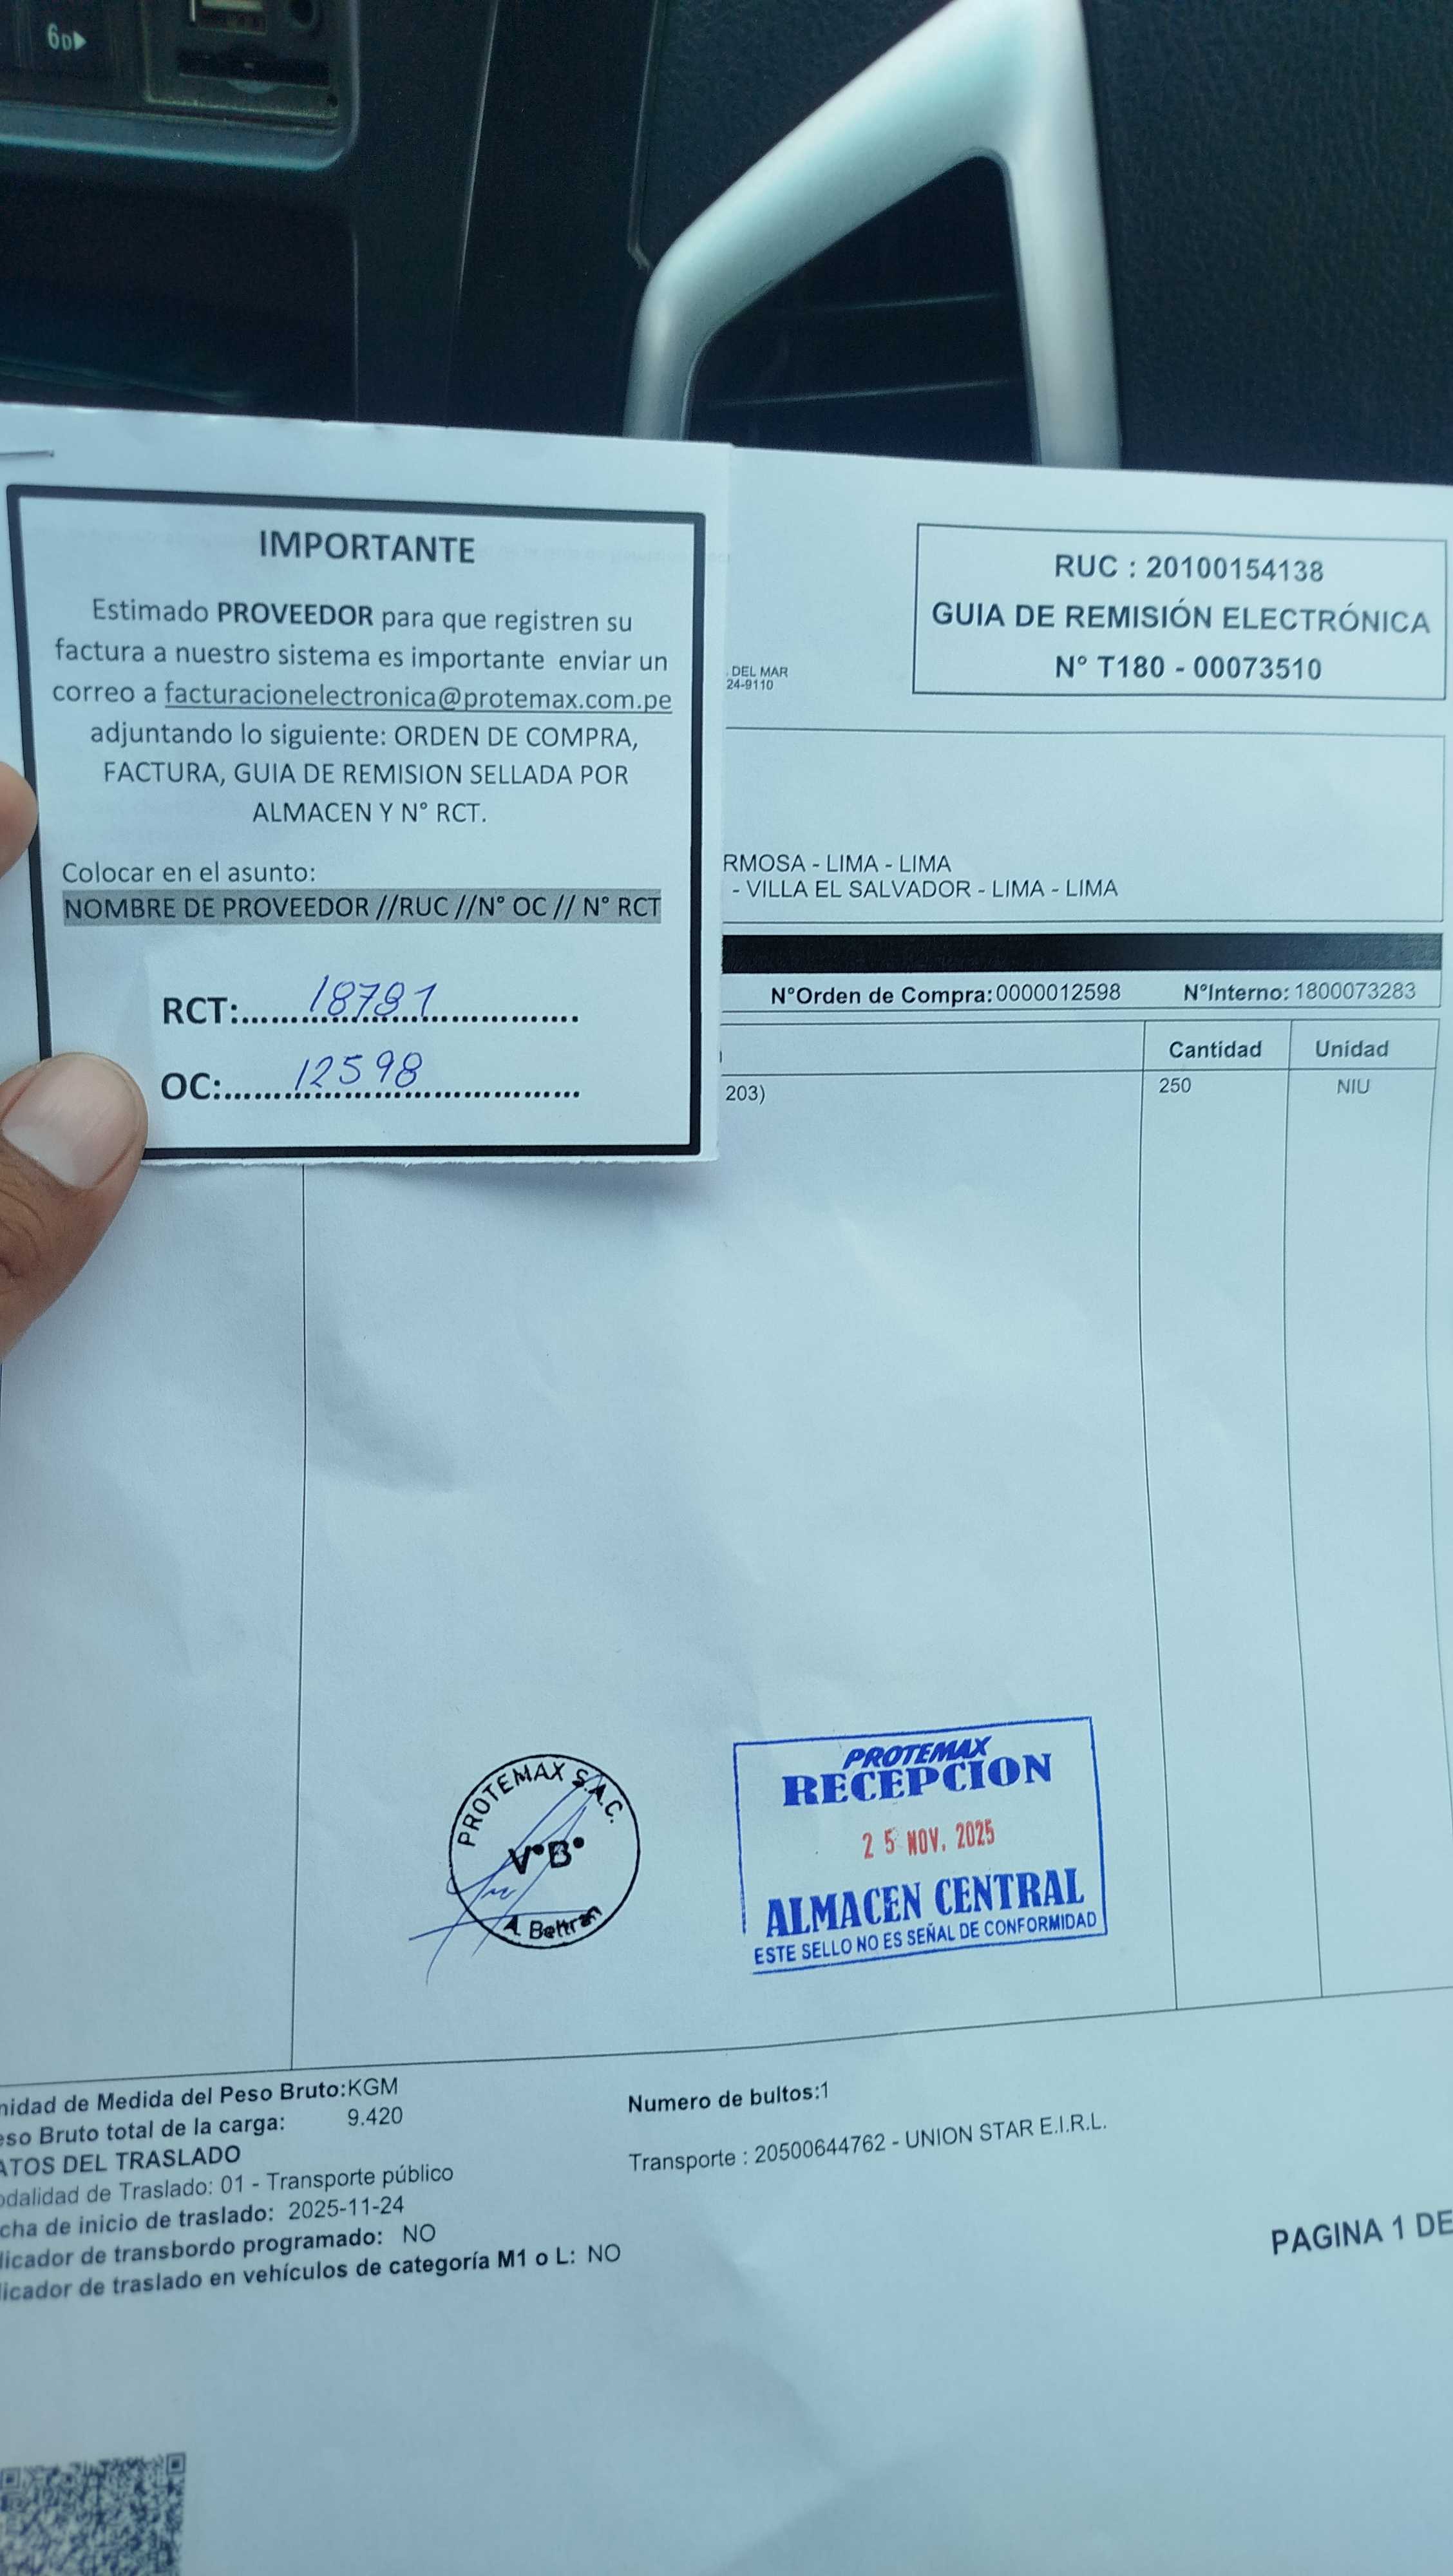 6D
IMPORTANTE
Estimado PROVEEDOR para que registren su
factura a nuestro sistema es importante enviar un
correo a facturacionelectronica@protemax.com.pe
adjuntando lo siguiente: ORDEN DE COMPRA,
FACTURA, GUIA DE REMISION SELLADA POR
ALMACEN Y N° RCT.
Colocar en el asunto:
NOMBRE DE PROVEEDOR //RUC //N° OC // N° RCT
RCT:......18781......
OC:......12598......
RUC : 20100154138
GUIA DE REMISIÓN ELECTRÓNICA
N° T180 - 00073510
DEL MAR
24-9110
RMOSA - LIMA - LIMA
- VILLA EL SALVADOR - LIMA - LIMA
N°Orden de Compra:0000012598 N°Interno: 1800073283
Cantidad Unidad
203) 250 NIU
PROTEMAX S.A.C.
V°B°
A. Beltran
PROTEMAX
RECEPCION
25 NOV. 2025
ALMACEN CENTRAL
ESTE SELLO NO ES SEÑAL DE CONFORMIDAD
nidad de Medida del Peso Bruto:KGM
eso Bruto total de la carga: 9.420
Numero de bultos:1
ATOS DEL TRASLADO
Transporte : 20500644762 - UNION STAR E.I.R.L.
odalidad de Traslado: 01 - Transporte público
cha de inicio de traslado: 2025-11-24
licador de transbordo programado: NO
licador de traslado en vehículos de categoría M1 o L: NO
PAGINA 1 DE